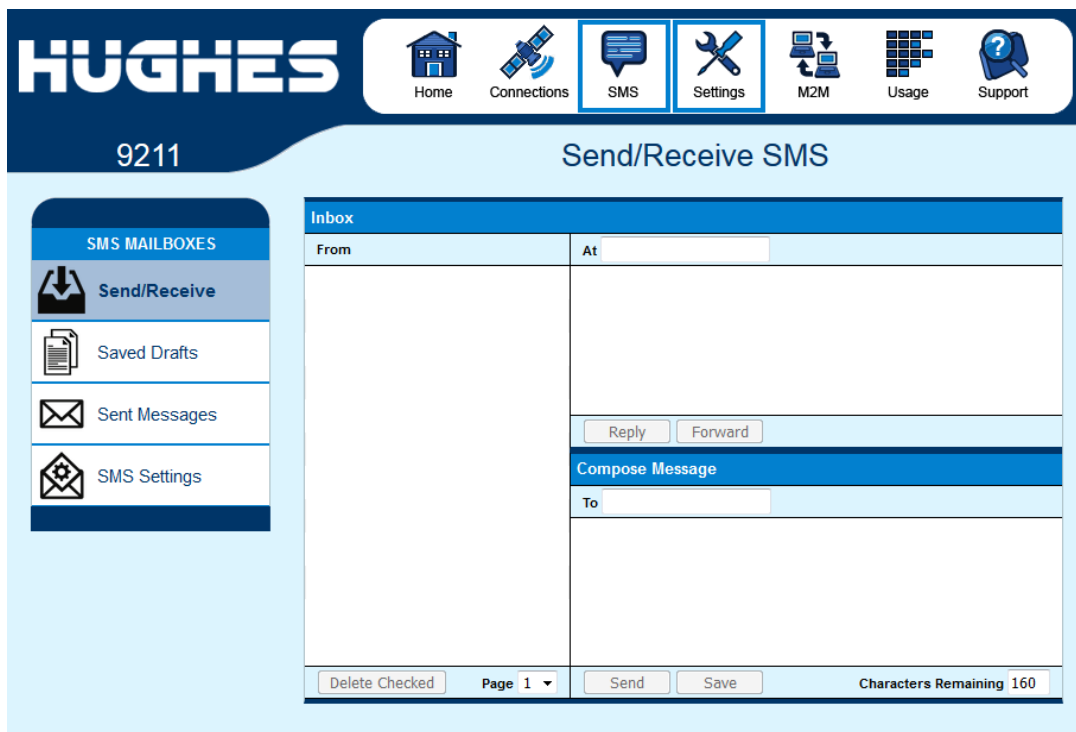 HUGHES
Home Connections SMS Settings M2M Usage Support
9211
Send/Receive SMS
SMS MAILBOXES
Send/Receive
Saved Drafts
Sent Messages
SMS Settings
Inbox
From
At
Reply Forward
Compose Message
To
Delete Checked Page 1
Send Save Characters Remaining 160